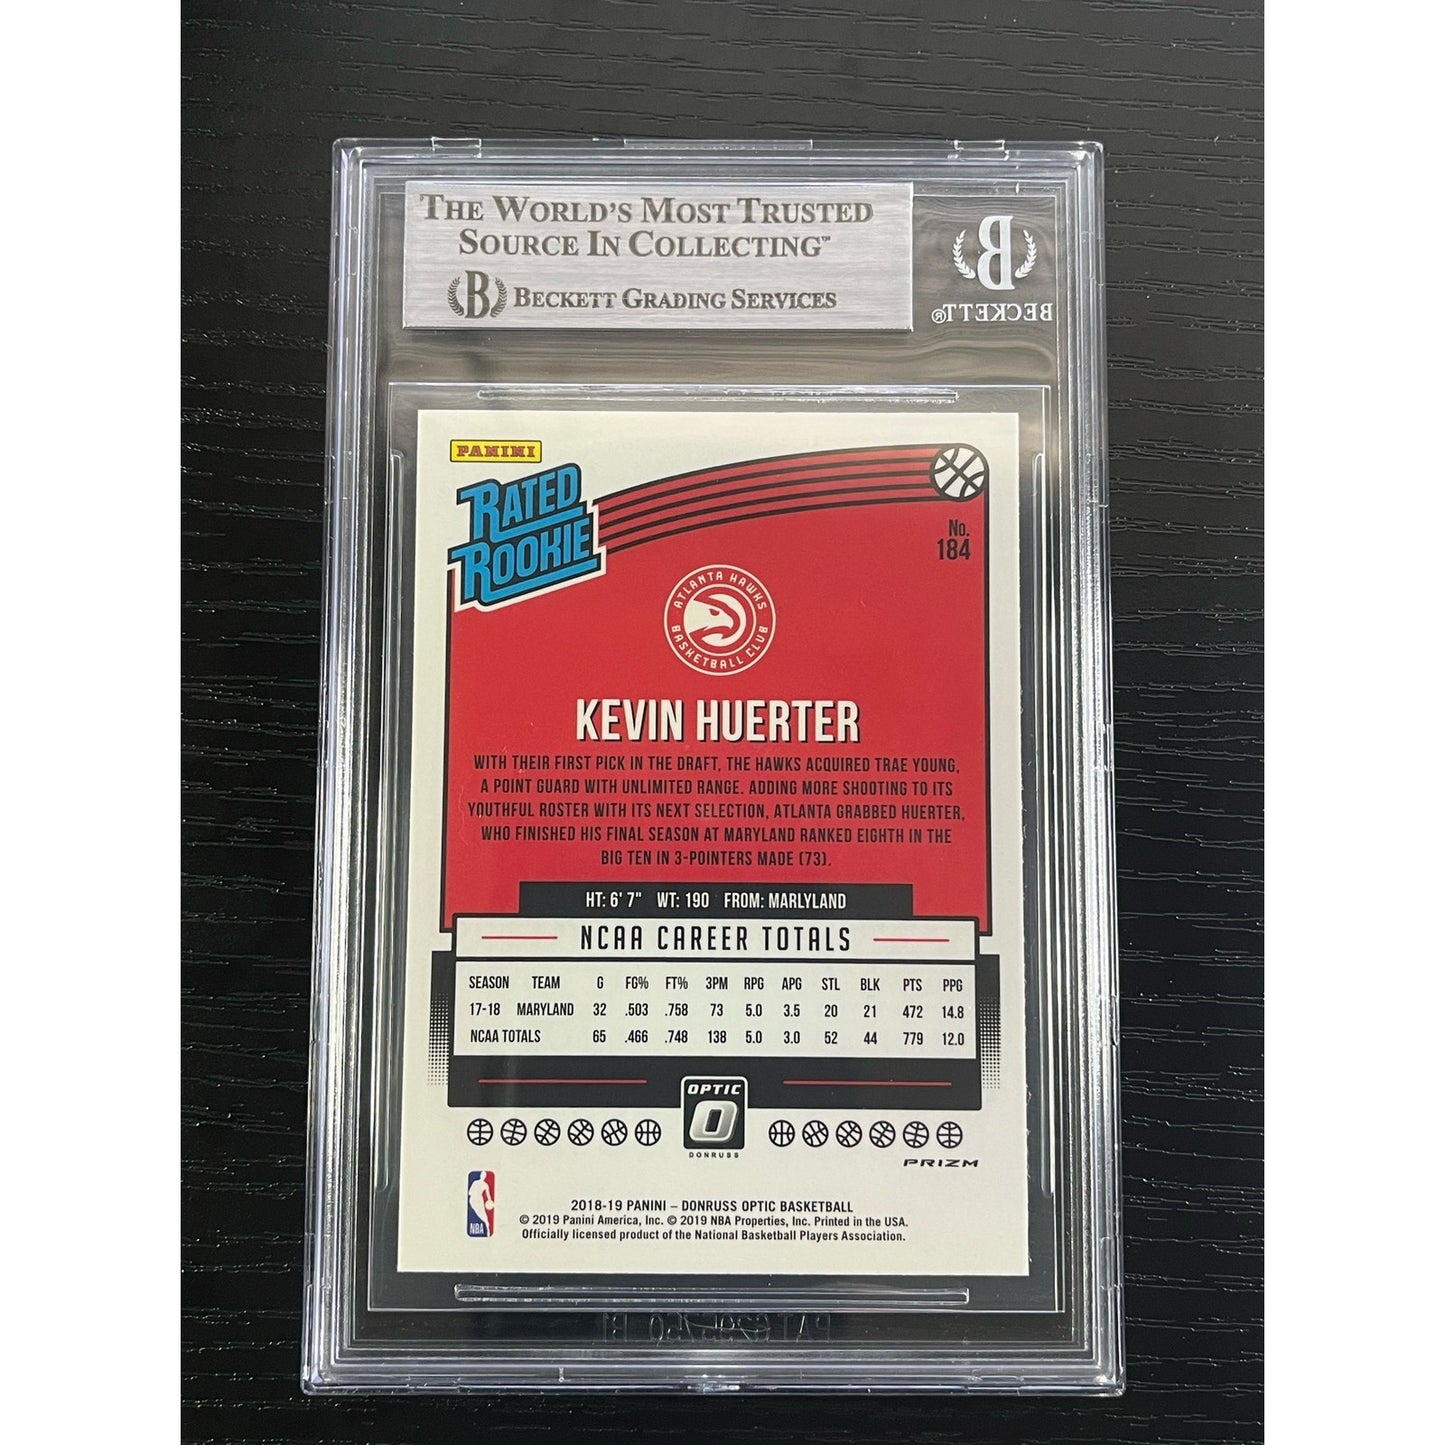 THE WORLD'S MOST TRUSTED
SOURCE IN COLLECTING™
B BECKETT GRADING SERVICES
B
BECKETT®
PANINI
RATED
ROOKIE
No.
184
ATLANTA HAWKS
BASKETBALL CLUB
KEVIN HUERTER
WITH THEIR FIRST PICK IN THE DRAFT, THE HAWKS ACQUIRED TRAE YOUNG,
A POINT GUARD WITH UNLIMITED RANGE. ADDING MORE SHOOTING TO ITS
YOUTHFUL ROSTER WITH ITS NEXT SELECTION, ATLANTA GRABBED HUERTER,
WHO FINISHED HIS FINAL SEASON AT MARYLAND RANKED EIGHTH IN THE
BIG TEN IN 3-POINTERS MADE (73).
HT: 6' 7" WT: 190 FROM: MARLYLAND
NCAA CAREER TOTALS
SEASON TEAM G FG% FT% 3PM RPG APG STL BLK PTS PPG
17-18 MARYLAND 32 .503 .758 73 5.0 3.5 20 21 472 14.8
NCAA TOTALS 65 .466 .748 138 5.0 3.0 52 44 779 12.0
OPTIC
O
DONRUSS
PRIZM
NBA
2018-19 PANINI – DONRUSS OPTIC BASKETBALL
© 2019 Panini America, Inc. © 2019 NBA Properties, Inc. Printed in the USA.
Officially licensed product of the National Basketball Players Association.